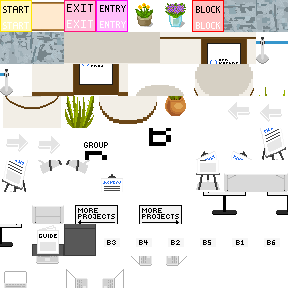 START
EXIT
ENTRY
BLOCK
START
EXIT
ENTRY
BLOCK
GROUP
MORE
PROJECTS
MORE
PROJECTS
GUIDE
B3
B4
B2
B5
B1
B6